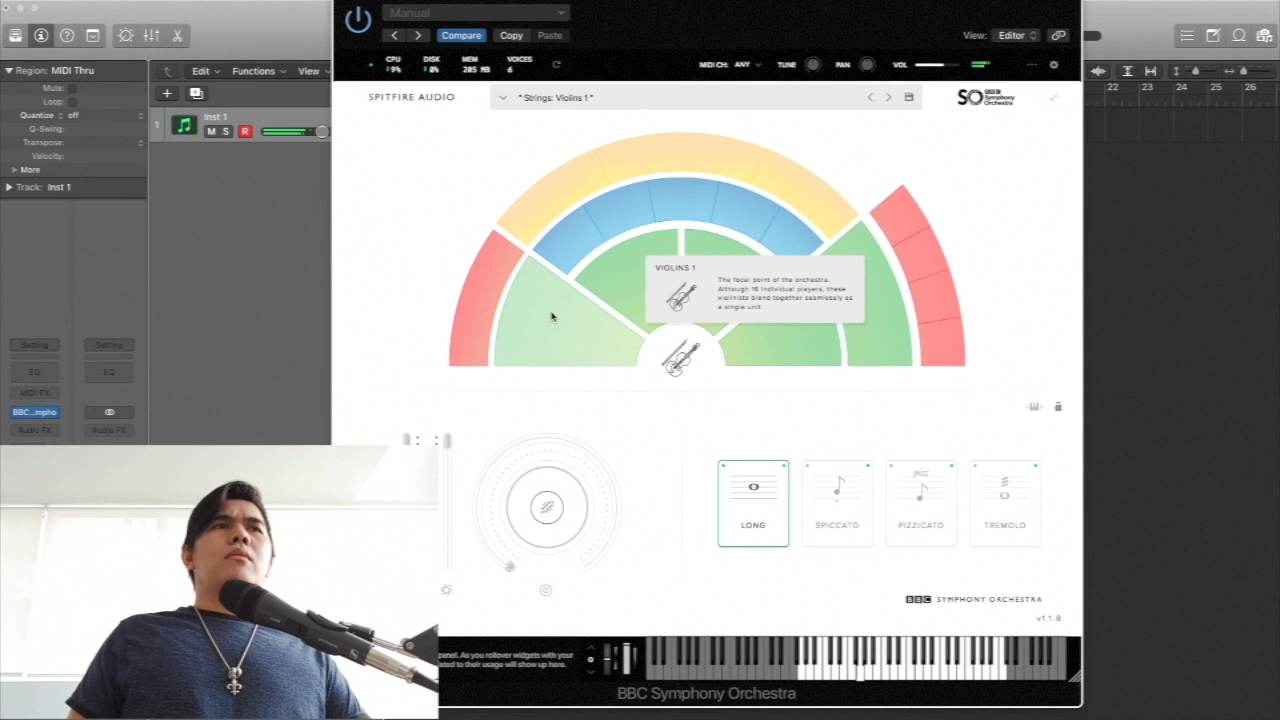 Manual
Compare
Copy
Paste
View:
Editor
CPU
9%
DISK
0%
MEM
205 MB
VOICES
6
MIDI CH: ANY
TUNE
PAN
VOL
Region: MIDI Thru
Mute:
Loop:
Quantize
off
Q-Swing:
Transpose:
Velocity:
More
Track: Inst 1
Edit
Functions
View
1
Inst 1
M S R
22 23 24 25 26
SPITFIRE AUDIO
* Strings: Violins 1 *
SO
BBC
Symphony
Orchestra
VIOLINS 1
The focal point of the orchestra.
Although 16 individual players, these
violinists blend together seamlessly as
a single unit
Setting
Setting
EQ
EQ
MIDI FX
BBC...mpho
Audio FX
Audio FX
LONG
SPICCATO
pizz
PIZZICATO
TREMOLO
BBC SYMPHONY ORCHESTRA
v1.1.8
panel. As you rollover widgets with your
lated to their usage will show up here.
BBC Symphony Orchestra